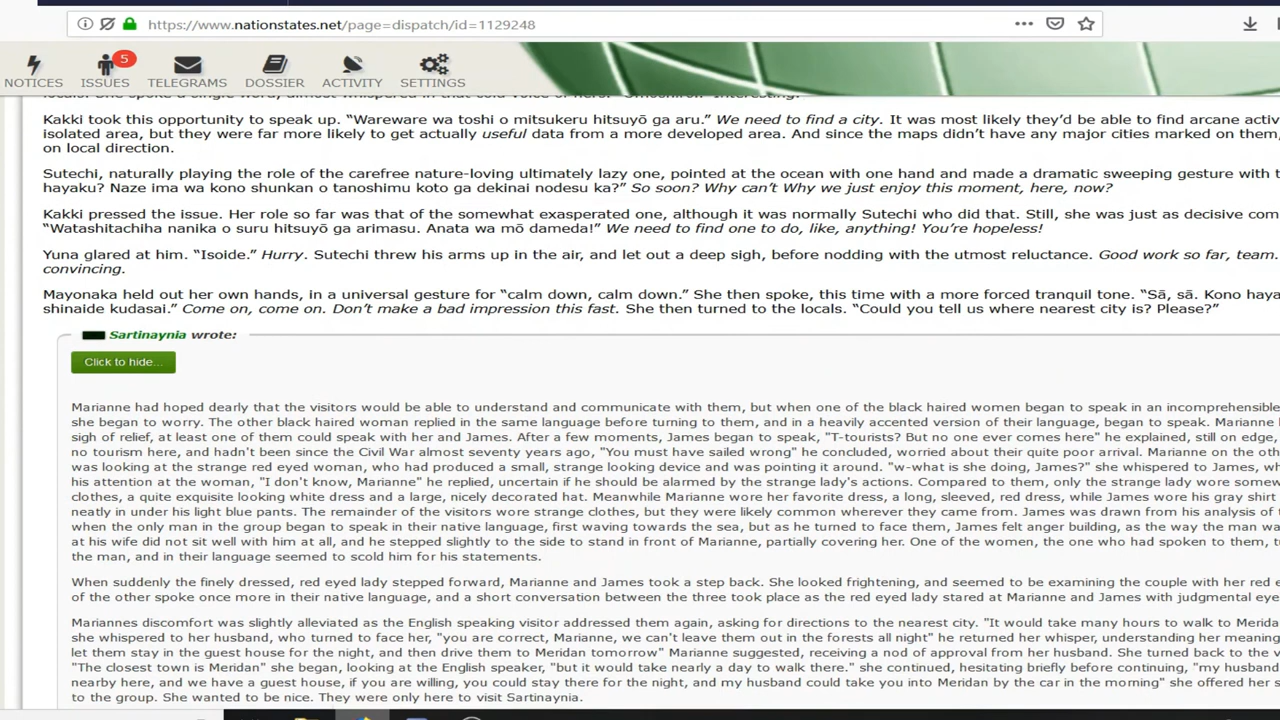 https://www.nationstates.net/page=dispatch/id=1129248
5
NOTICES ISSUES TELEGRAMS DOSSIER ACTIVITY SETTINGS
locals. She spoke a single word, almost whispered in that cold voice of hers.
Kakki took this opportunity to speak up. “Wareware wa toshi o mitsukeru hitsuyō ga aru.” We need to find a city. It was most likely they’d be able to find arcane activ
isolated area, but they were far more likely to get actually useful data from a more developed area. And since the maps didn’t have any major cities marked on them,
on local direction.
Sutechi, naturally playing the role of the carefree nature-loving ultimately lazy one, pointed at the ocean with one hand and made a dramatic sweeping gesture with t
hayaku? Naze ima wa kono shunkan o tanoshimu koto ga dekinai nodesu ka?” So soon? Why can’t Why we just enjoy this moment, here, now?
Kakki pressed the issue. Her role so far was that of the somewhat exasperated one, although it was normally Sutechi who did that. Still, she was just as decisive com
“Watashitachiha nanika o suru hitsuyō ga arimasu. Anata wa mō dameda!” We need to find one to do, like, anything! You’re hopeless!
Yuna glared at him. “Isoide.” Hurry. Sutechi threw his arms up in the air, and let out a deep sigh, before nodding with the utmost reluctance. Good work so far, team.
convincing.
Mayonaka held out her own hands, in a universal gesture for “calm down, calm down.” She then spoke, this time with a more forced tranquil tone. “Sā, sā. Kono haya
shinaide kudasai.” Come on, come on. Don’t make a bad impression this fast. She then turned to the locals. “Could you tell us where nearest city is? Please?”
Sartinaynia wrote:
Click to hide...
Marianne had hoped dearly that the visitors would be able to understand and communicate with them, but when one of the black haired women began to speak in an incomprehensible
she began to worry. The other black haired woman replied in the same language before turning to them, and in a heavily accented version of their language, began to speak. Marianne l
sigh of relief, at least one of them could speak with her and James. After a few moments, James began to speak, "T-tourists? But no one ever comes here" he explained, still on edge,
no tourism here, and hadn't been since the Civil War almost seventy years ago, "You must have sailed wrong" he concluded, worried about their quite poor arrival. Marianne on the oth
was looking at the strange red eyed woman, who had produced a small, strange looking device and was pointing it around. "w-what is she doing, James?" she whispered to James, wh
his attention at the woman, "I don't know, Marianne" he replied, uncertain if he should be alarmed by the strange lady's actions. Compared to them, only the strange lady wore somew
clothes, a quite exquisite looking white dress and a large, nicely decorated hat. Meanwhile Marianne wore her favorite dress, a long, sleeved, red dress, while James wore his gray shirt
neatly in under his light blue pants. The remainder of the visitors wore strange clothes, but they were likely common wherever they came from. James was drawn from his analysis of t
when the only man in the group began to speak in their native language, first waving towards the sea, but as he turned to face them, James felt anger building, as the way the man wa
at his wife did not sit well with him at all, and he stepped slightly to the side to stand in front of Marianne, partially covering her. One of the women, the one who had spoken to them, tu
the man, and in their language seemed to scold him for his statements.
When suddenly the finely dressed, red eyed lady stepped forward, Marianne and James took a step back. She looked frightening, and seemed to be examining the couple with her red e
of the other spoke once more in their native language, and a short conversation between the three took place as the red eyed lady stared at Marianne and James with judgmental eye
Mariannes discomfort was slightly alleviated as the English speaking visitor addressed them again, asking for directions to the nearest city. "It would take many hours to walk to Merida
she whispered to her husband, who turned to face her, "you are correct, Marianne, we can't leave them out in the forests all night" he returned her whisper, understanding her meaning
let them stay in the guest house for the night, and then drive them to Meridan tomorrow" Marianne suggested, receiving a nod of approval from her husband. She turned back to the v
"The closest town is Meridan" she began, looking at the English speaker, "but it would take nearly a day to walk there." she continued, hesitating briefly before continuing, "my husband
nearby here, and we have a guest house, if you are willing, you could stay there for the night, and my husband could take you into Meridan by the car in the morning" she offered her s
to the group. She wanted to be nice. They were only here to visit Sartinaynia.